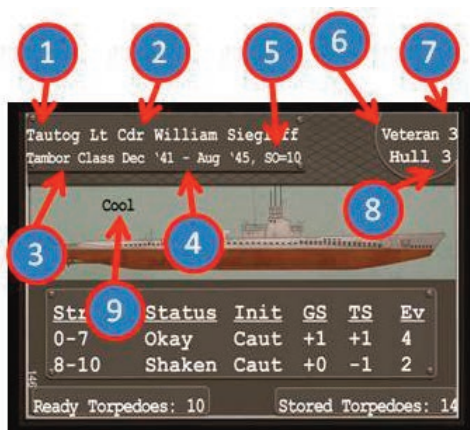 1
2
5
6
7
Tautog Lt Cdr William
Veteran 3
Tambor Class Dec '41 - Aug '45, SO=10
Hull 3
Cool
3
4
8
9
Status Init GS TS Ev
0-7 Okay Caut +1 +1 4
8-10 Shaken Caut +0 -1 2
146
Ready Torpedoes: 10
Stored Torpedoes: 14